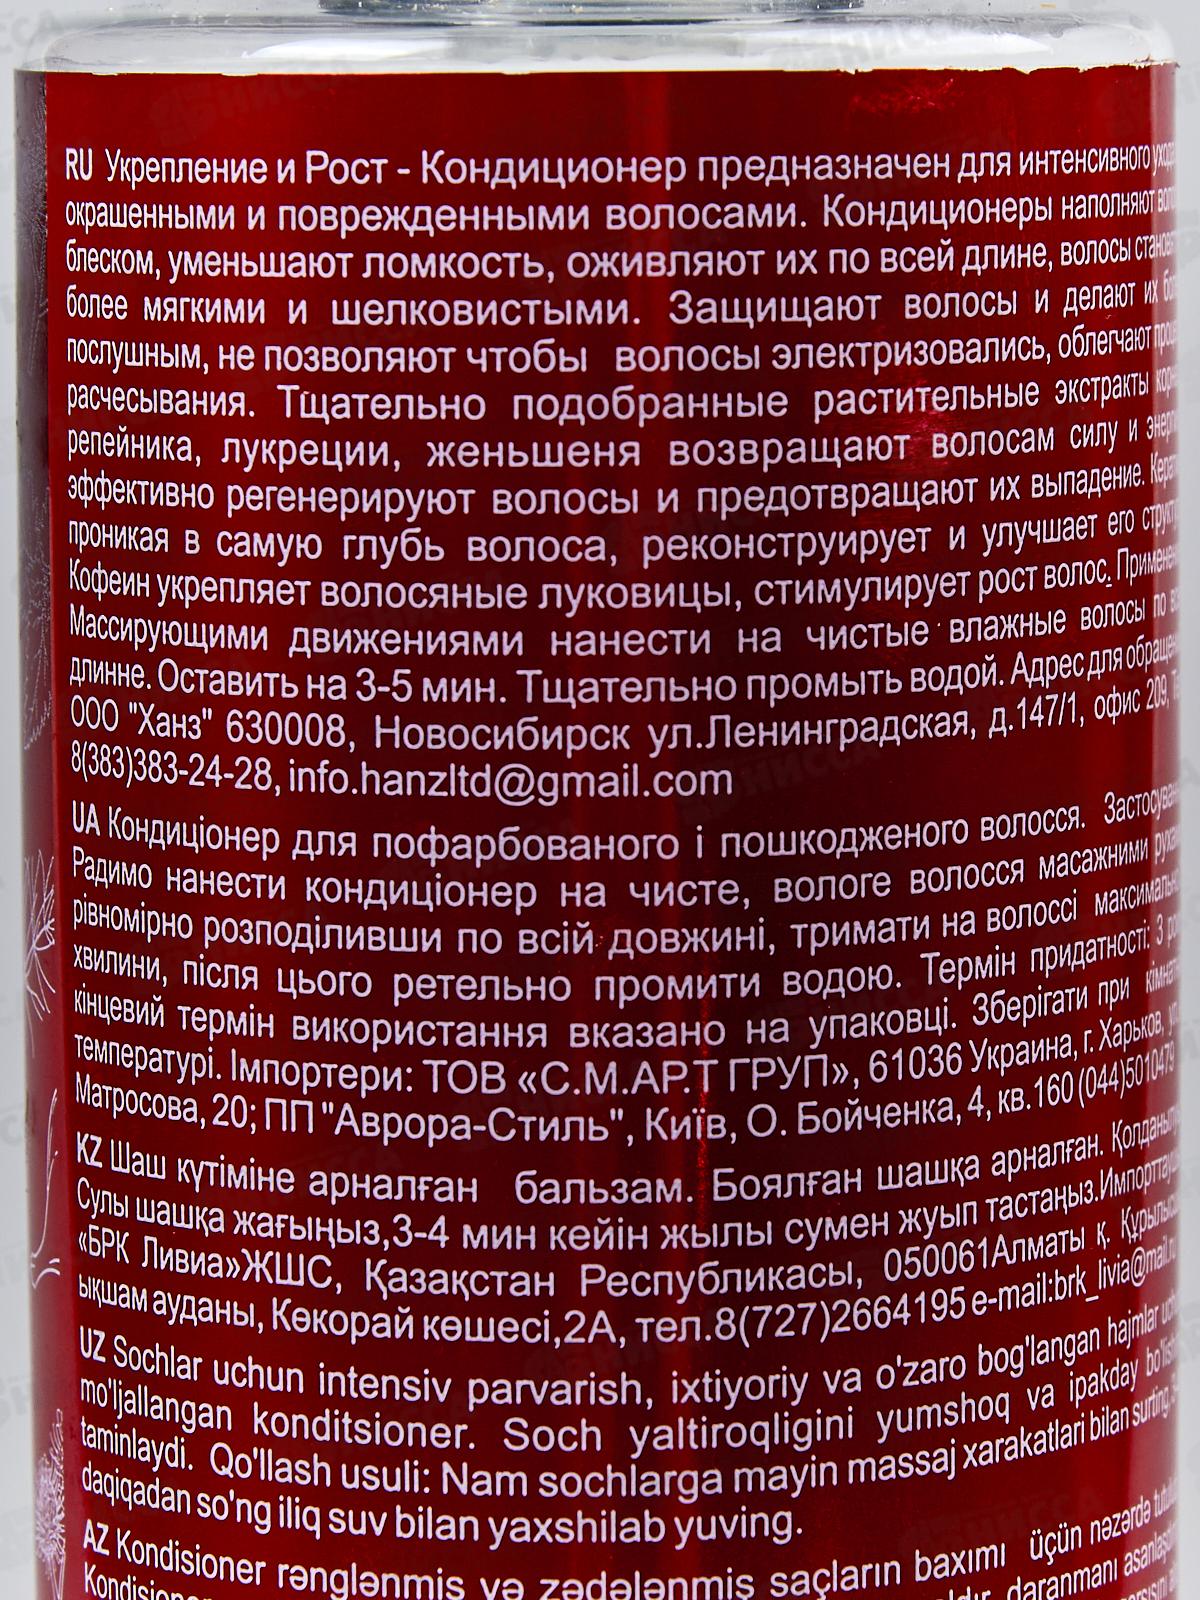 RU Укрепление и Рост - Кондиционер предназначен для интенсивного ухода
окрашенными и поврежденными волосами. Кондиционеры наполняют
блеском, уменьшают ломкость, оживляют их по всей длине, волосы
более мягкими и шелковистыми. Защищают волосы и делают их
послушным, не позволяют чтобы волосы электризовались, облегчают
расчесывания. Тщательно подобранные растительные экстракты
репейника, лукреции, женьшеня возвращают волосам силу и
эффективно регенерируют волосы и предотвращают их выпадение.
проникая в самую глубь волоса, реконструирует и улучшает его
Кофеин укрепляет волосяные луковицы, стимулирует рост волос.
Массирующими движениями нанести на чистые влажные волосы по
длинне. Оставить на 3-5 мин. Тщательно промыть водой. Адрес для
ООО "Ханз" 630008, Новосибирск ул.Ленинградская, д.147/1, офис 209,
8(383)383-24-28, info.hanzltd@gmail.com
UA Кондиціонер для пофарбованого і пошкодженого волосся.
Радимо нанести кондиціонер на чисте, вологе волосся масажними
рівномірно розподіливши по всій довжині, тримати на волоссі максимально
хвилини, після цього ретельно промити водою. Термін придатності: 3
кінцевий термін використання вказано на упаковці. Зберігати при
температурі. Імпортери: ТОВ «С.М.АР.Т ГРУП», 61036 Украина, г. Харьков,
Матросова, 20; ПП "Аврора-Стиль", Київ, О. Бойченка, 4, кв.160 (044)5010479
KZ Шаш күтіміне арналған бальзам. Боялған шашқа арналған.
Сулы шашқа жағыңыз,3-4 мин кейін жылы сумен жуып тастаңыз.
«БРК Ливиа»ЖШС, Қазақстан Республикасы, 050061Алматы қ.
ықшам ауданы, Көкорай көшесі,2А, тел.8(727)2664195 e-mail:brk_livia@mail.ru
UZ Sochlar uchun intensiv parvarish, ixtiyoriy va o'zaro bog'langan hajmlar uchun
mo'ljallangan konditsioner. Soch yaltiroqligini yumshoq va ipakday
taminlaydi. Qo'llash usuli: Nam sochlarga mayin massaj xarakatlari bilan surting,
daqiqadan so'ng iliq suv bilan yaxshilab yuving.
AZ Kondisioner rənglənmiş və zədələnmiş saçların baxımı üçün nəzərdə
daranmanı